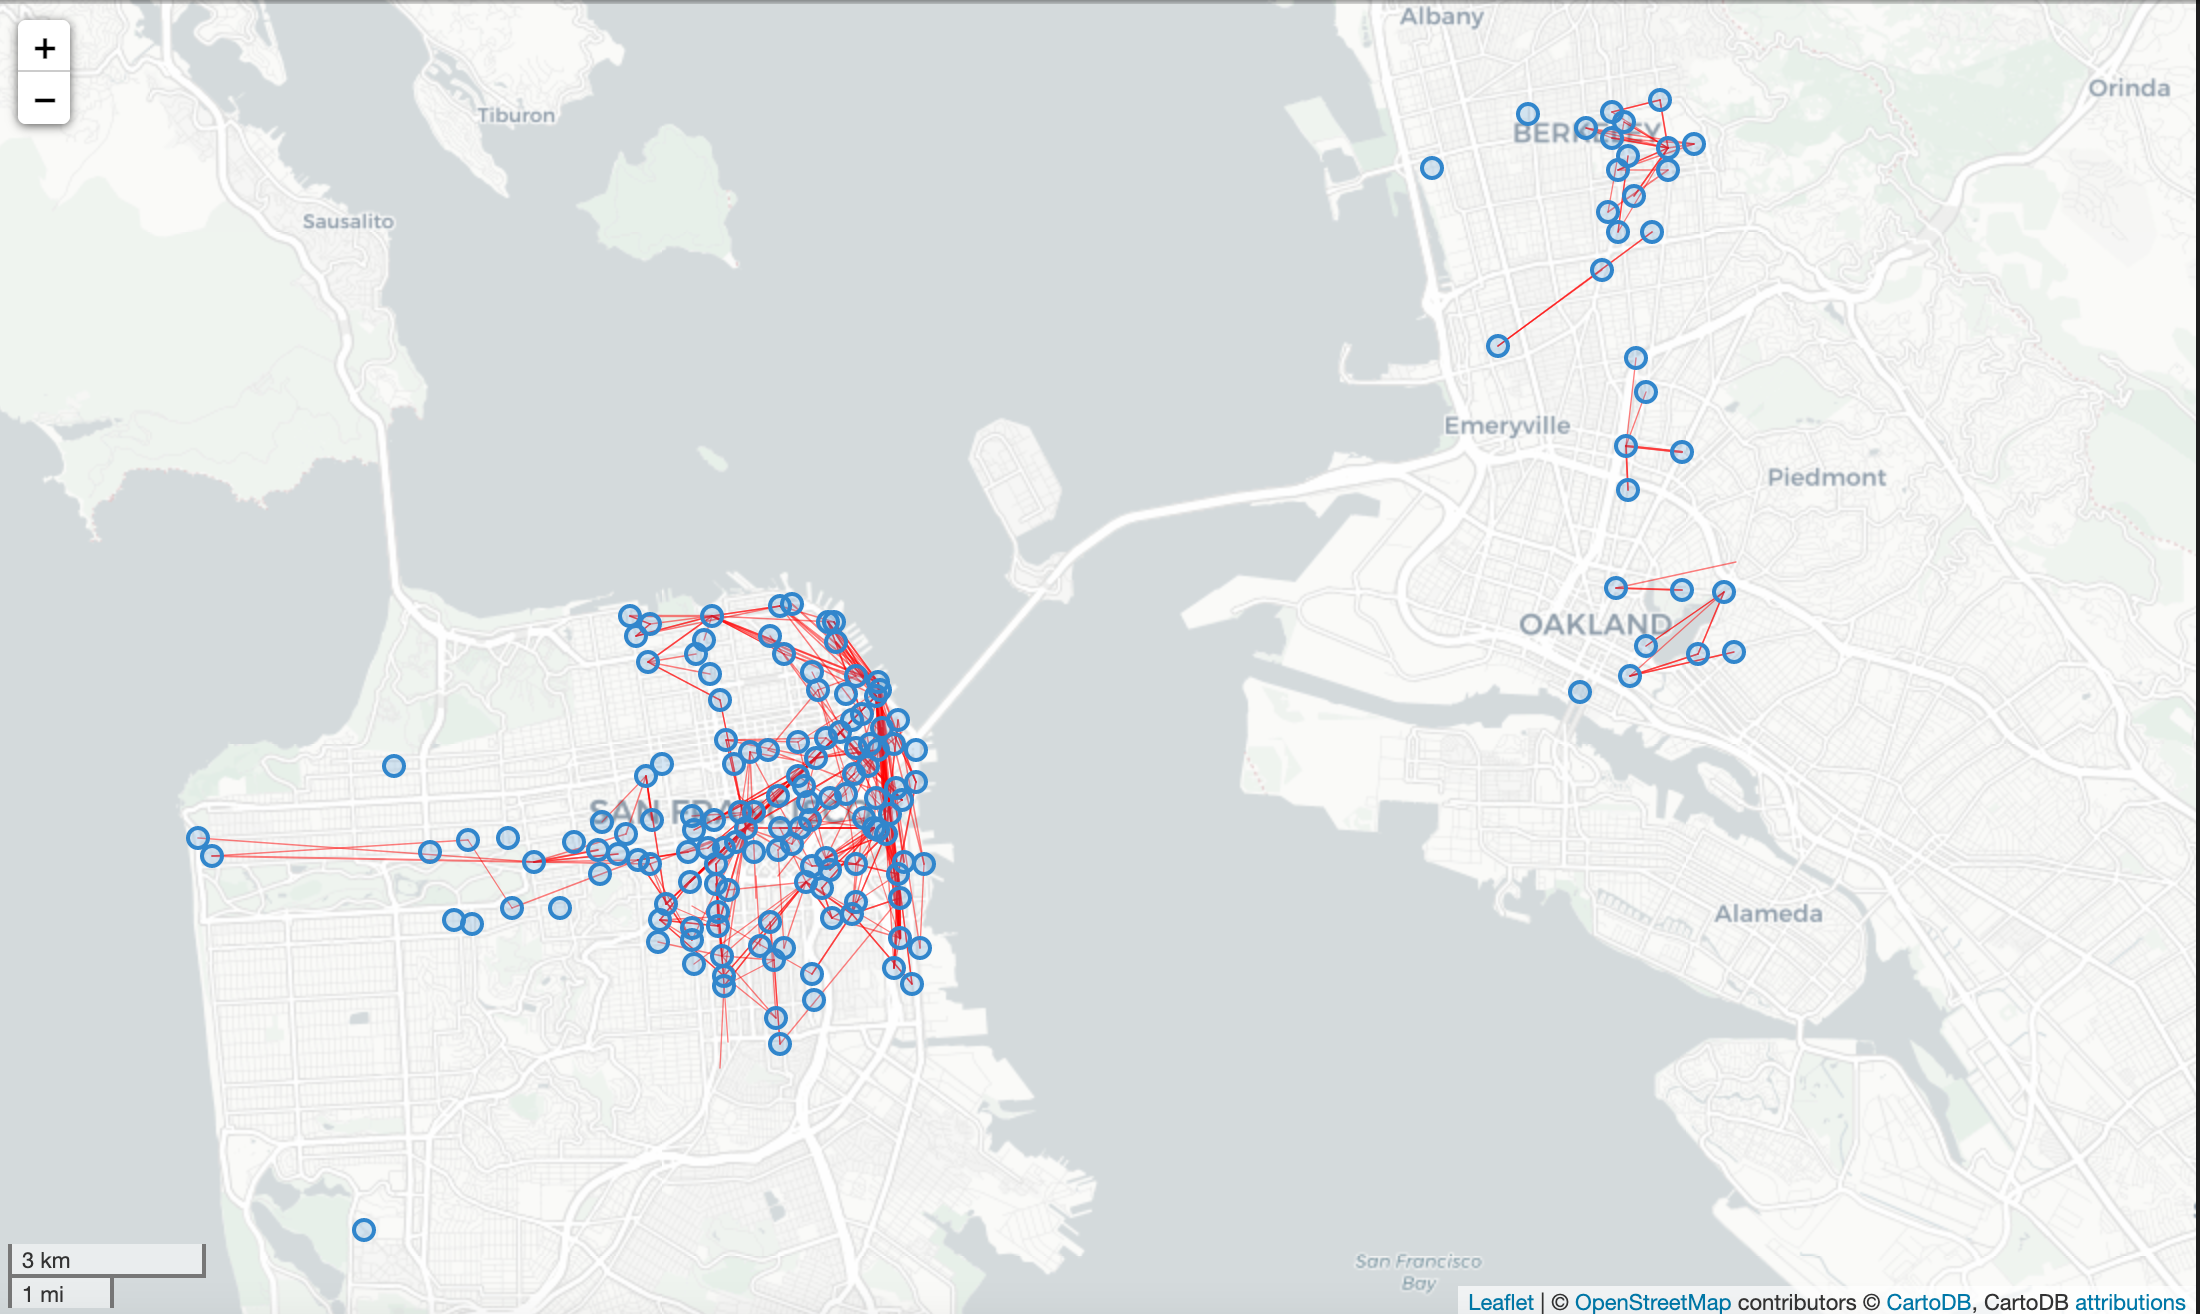 +
−
Albany
Orinda
Tiburon
BERKELEY
Sausalito
Emeryville
Piedmont
OAKLAND
SAN FRANCISCO
Alameda
3 km
1 mi
San Francisco
Bay
Leaflet | © OpenStreetMap contributors © CartoDB, CartoDB attributions